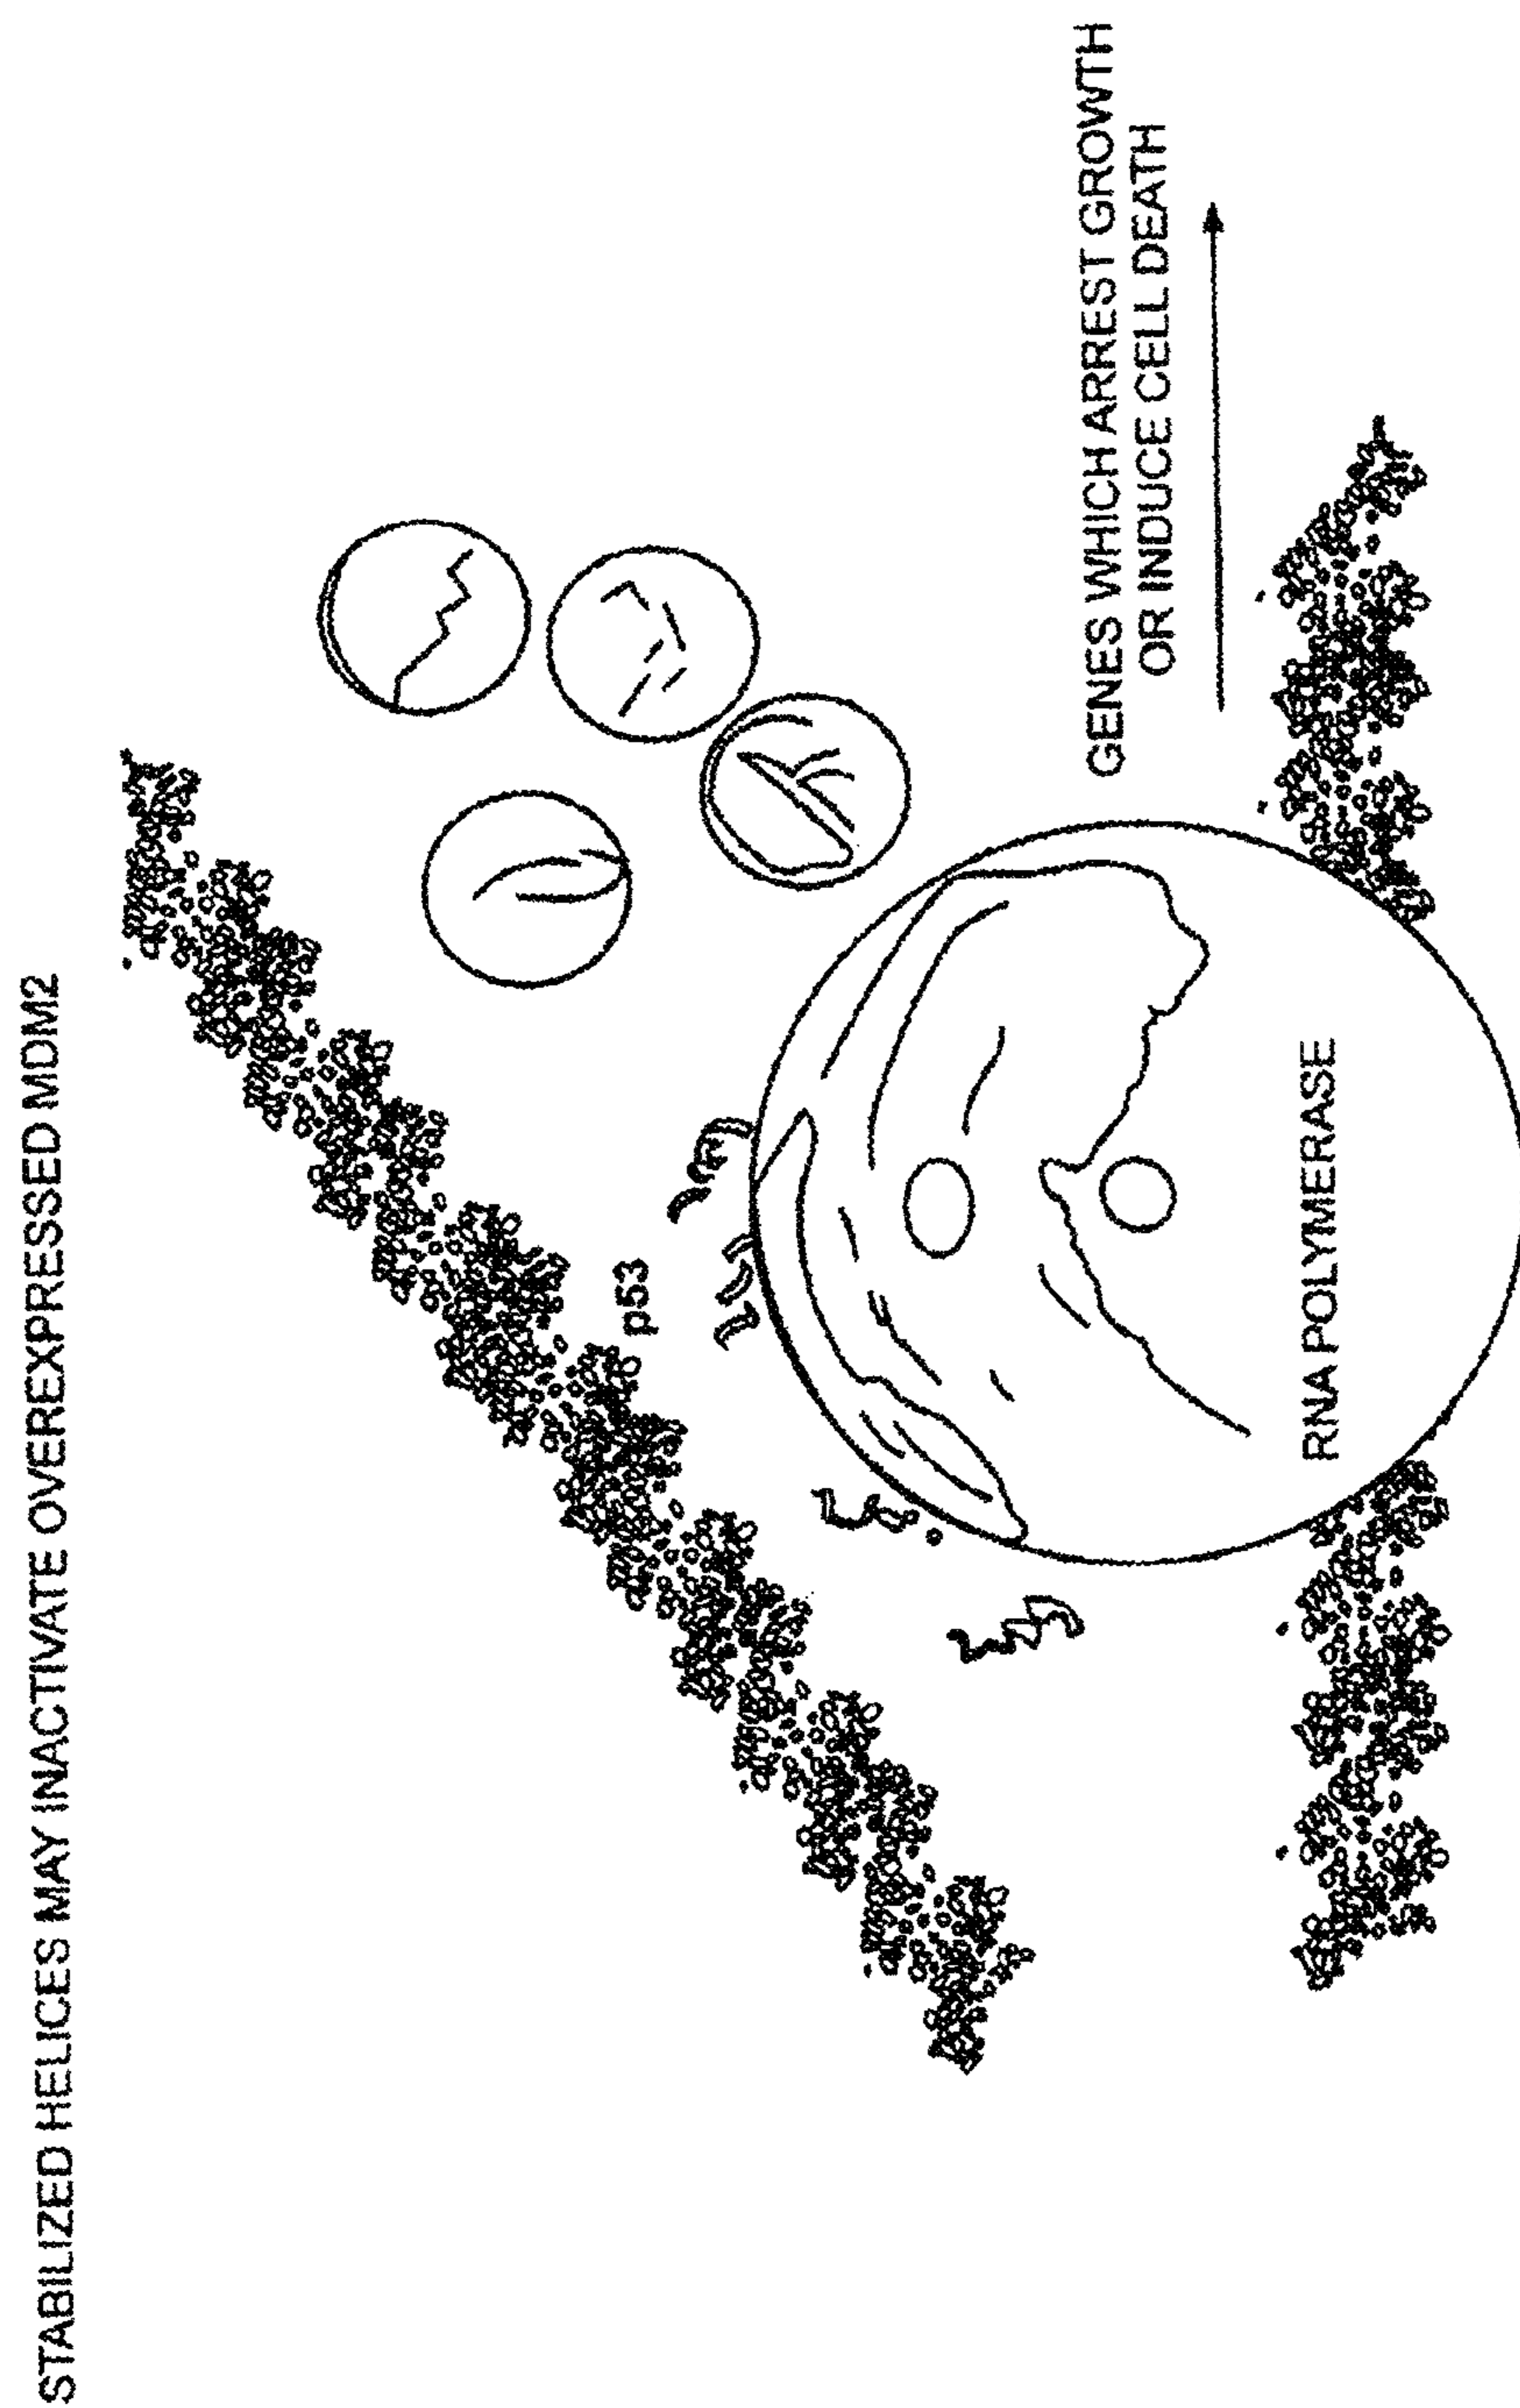 STABILIZED HELICES MAY INACTIVATE OVEREXPRESSED MDM2
p53
GENES WHICH ARREST GROWTH
OR INDUCE CELL DEATH
RNA POLYMERASE